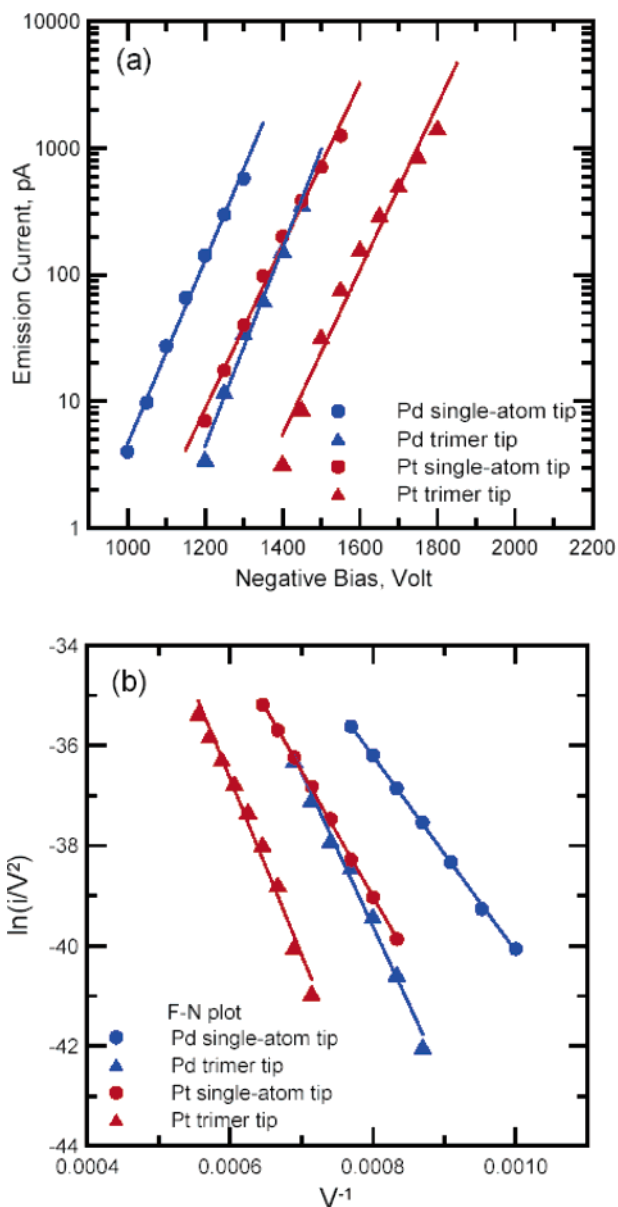 10000
(a)
1000
100
10
1
Emission Current, pA
Pd single-atom tip
Pd trimer tip
Pt single-atom tip
Pt trimer tip
1000 1200 1400 1600 1800 2000 2200
Negative Bias, Volt
-34
(b)
-36
-38
-40
-42
-44
ln(i/V²)
F-N plot
Pd single-atom tip
Pd trimer tip
Pt single-atom tip
Pt trimer tip
0.0004 0.0006 0.0008 0.0010
V⁻¹